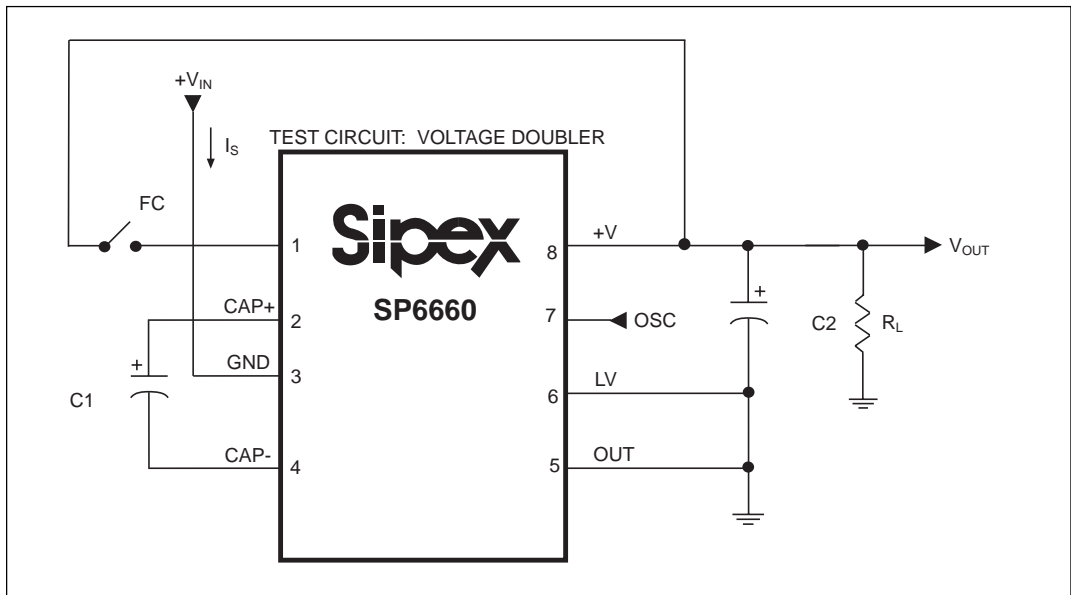 +VIN
IS
TEST CIRCUIT: VOLTAGE DOUBLER
FC
1
Sipex
SP6660
8
+V
VOUT
CAP+
2
7
OSC
+
C2
RL
GND
3
+
C1
LV
6
CAP-
4
5
OUT